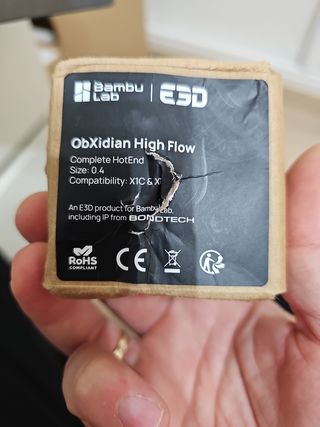 Bambu
Lab
E3D
ObXidian High Flow
Complete HotEnd
Size: 0.4
Compatibility: X1C &
An E3D product for Bambu Lab,
including IP from BONDTECH
RoHS
COMPLIANT
CE